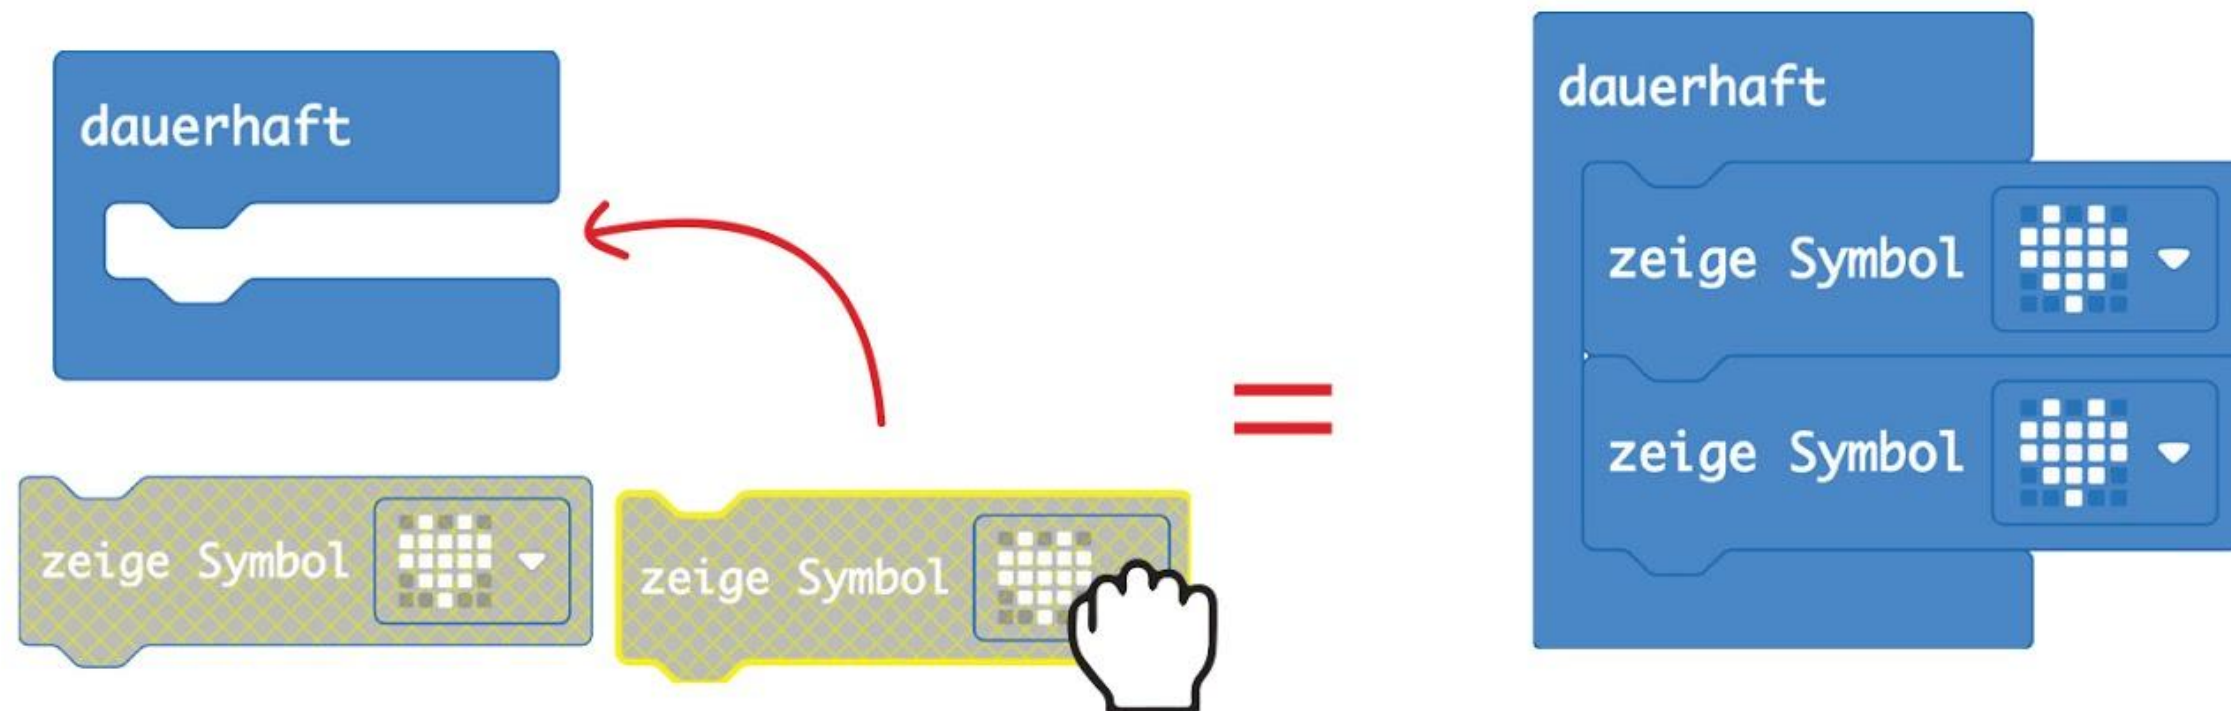 dauerhaft
zeige Symbol
zeige Symbol
=
dauerhaft
zeige Symbol
zeige Symbol